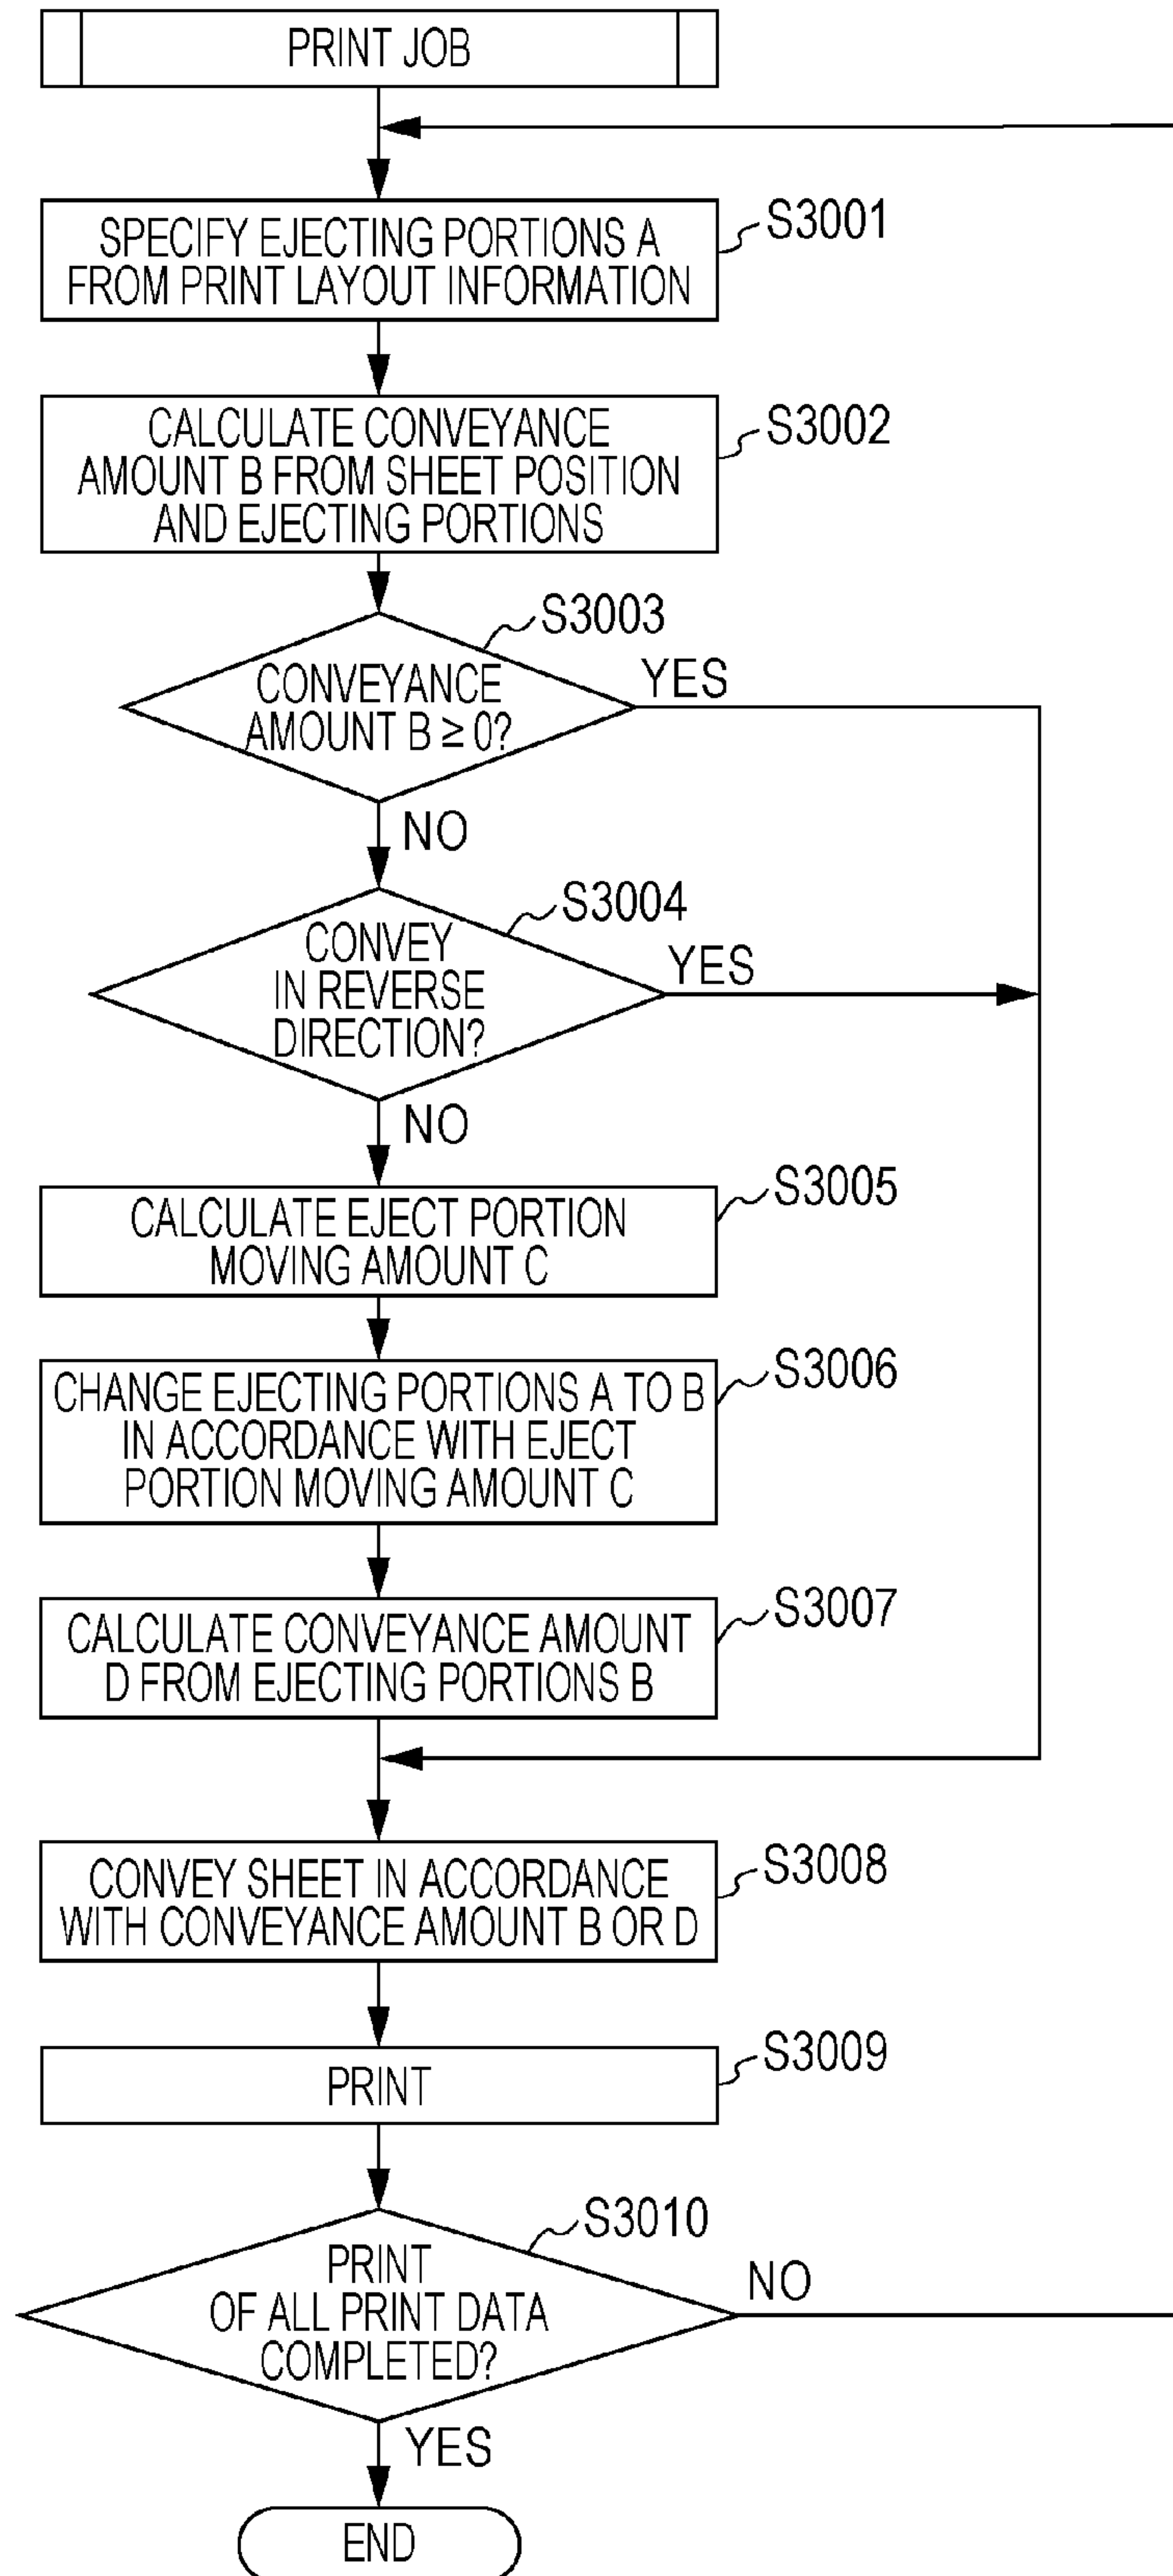 PRINT JOB
S3001
SPECIFY EJECTING PORTIONS A
FROM PRINT LAYOUT INFORMATION
S3002
CALCULATE CONVEYANCE
AMOUNT B FROM SHEET POSITION
AND EJECTING PORTIONS
S3003
CONVEYANCE
AMOUNT B ≥ 0?
YES
NO
S3004
CONVEY
IN REVERSE
DIRECTION?
YES
NO
S3005
CALCULATE EJECT PORTION
MOVING AMOUNT C
S3006
CHANGE EJECTING PORTIONS A TO B
IN ACCORDANCE WITH EJECT
PORTION MOVING AMOUNT C
S3007
CALCULATE CONVEYANCE AMOUNT
D FROM EJECTING PORTIONS B
S3008
CONVEY SHEET IN ACCORDANCE
WITH CONVEYANCE AMOUNT B OR D
S3009
PRINT
S3010
PRINT
OF ALL PRINT DATA
COMPLETED?
NO
YES
END